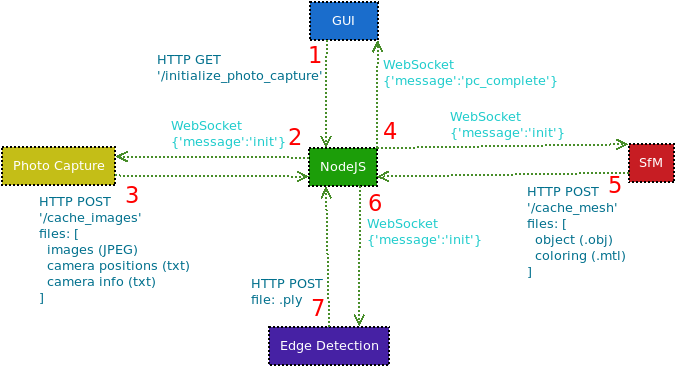 GUI
1
HTTP GET
'/initialize_photo_capture'
WebSocket
{'message':'pc_complete'}
WebSocket
{'message':'init'}
2
4
WebSocket
{'message':'init'}
Photo Capture
NodeJS
SfM
3
HTTP POST
'/cache_images'
files: [
images (JPEG)
camera positions (txt)
camera info (txt)
]
5
HTTP POST
'/cache_mesh'
files: [
object (.obj)
coloring (.mtl)
]
6
WebSocket
{'message':'init'}
HTTP POST
file: .ply
7
Edge Detection